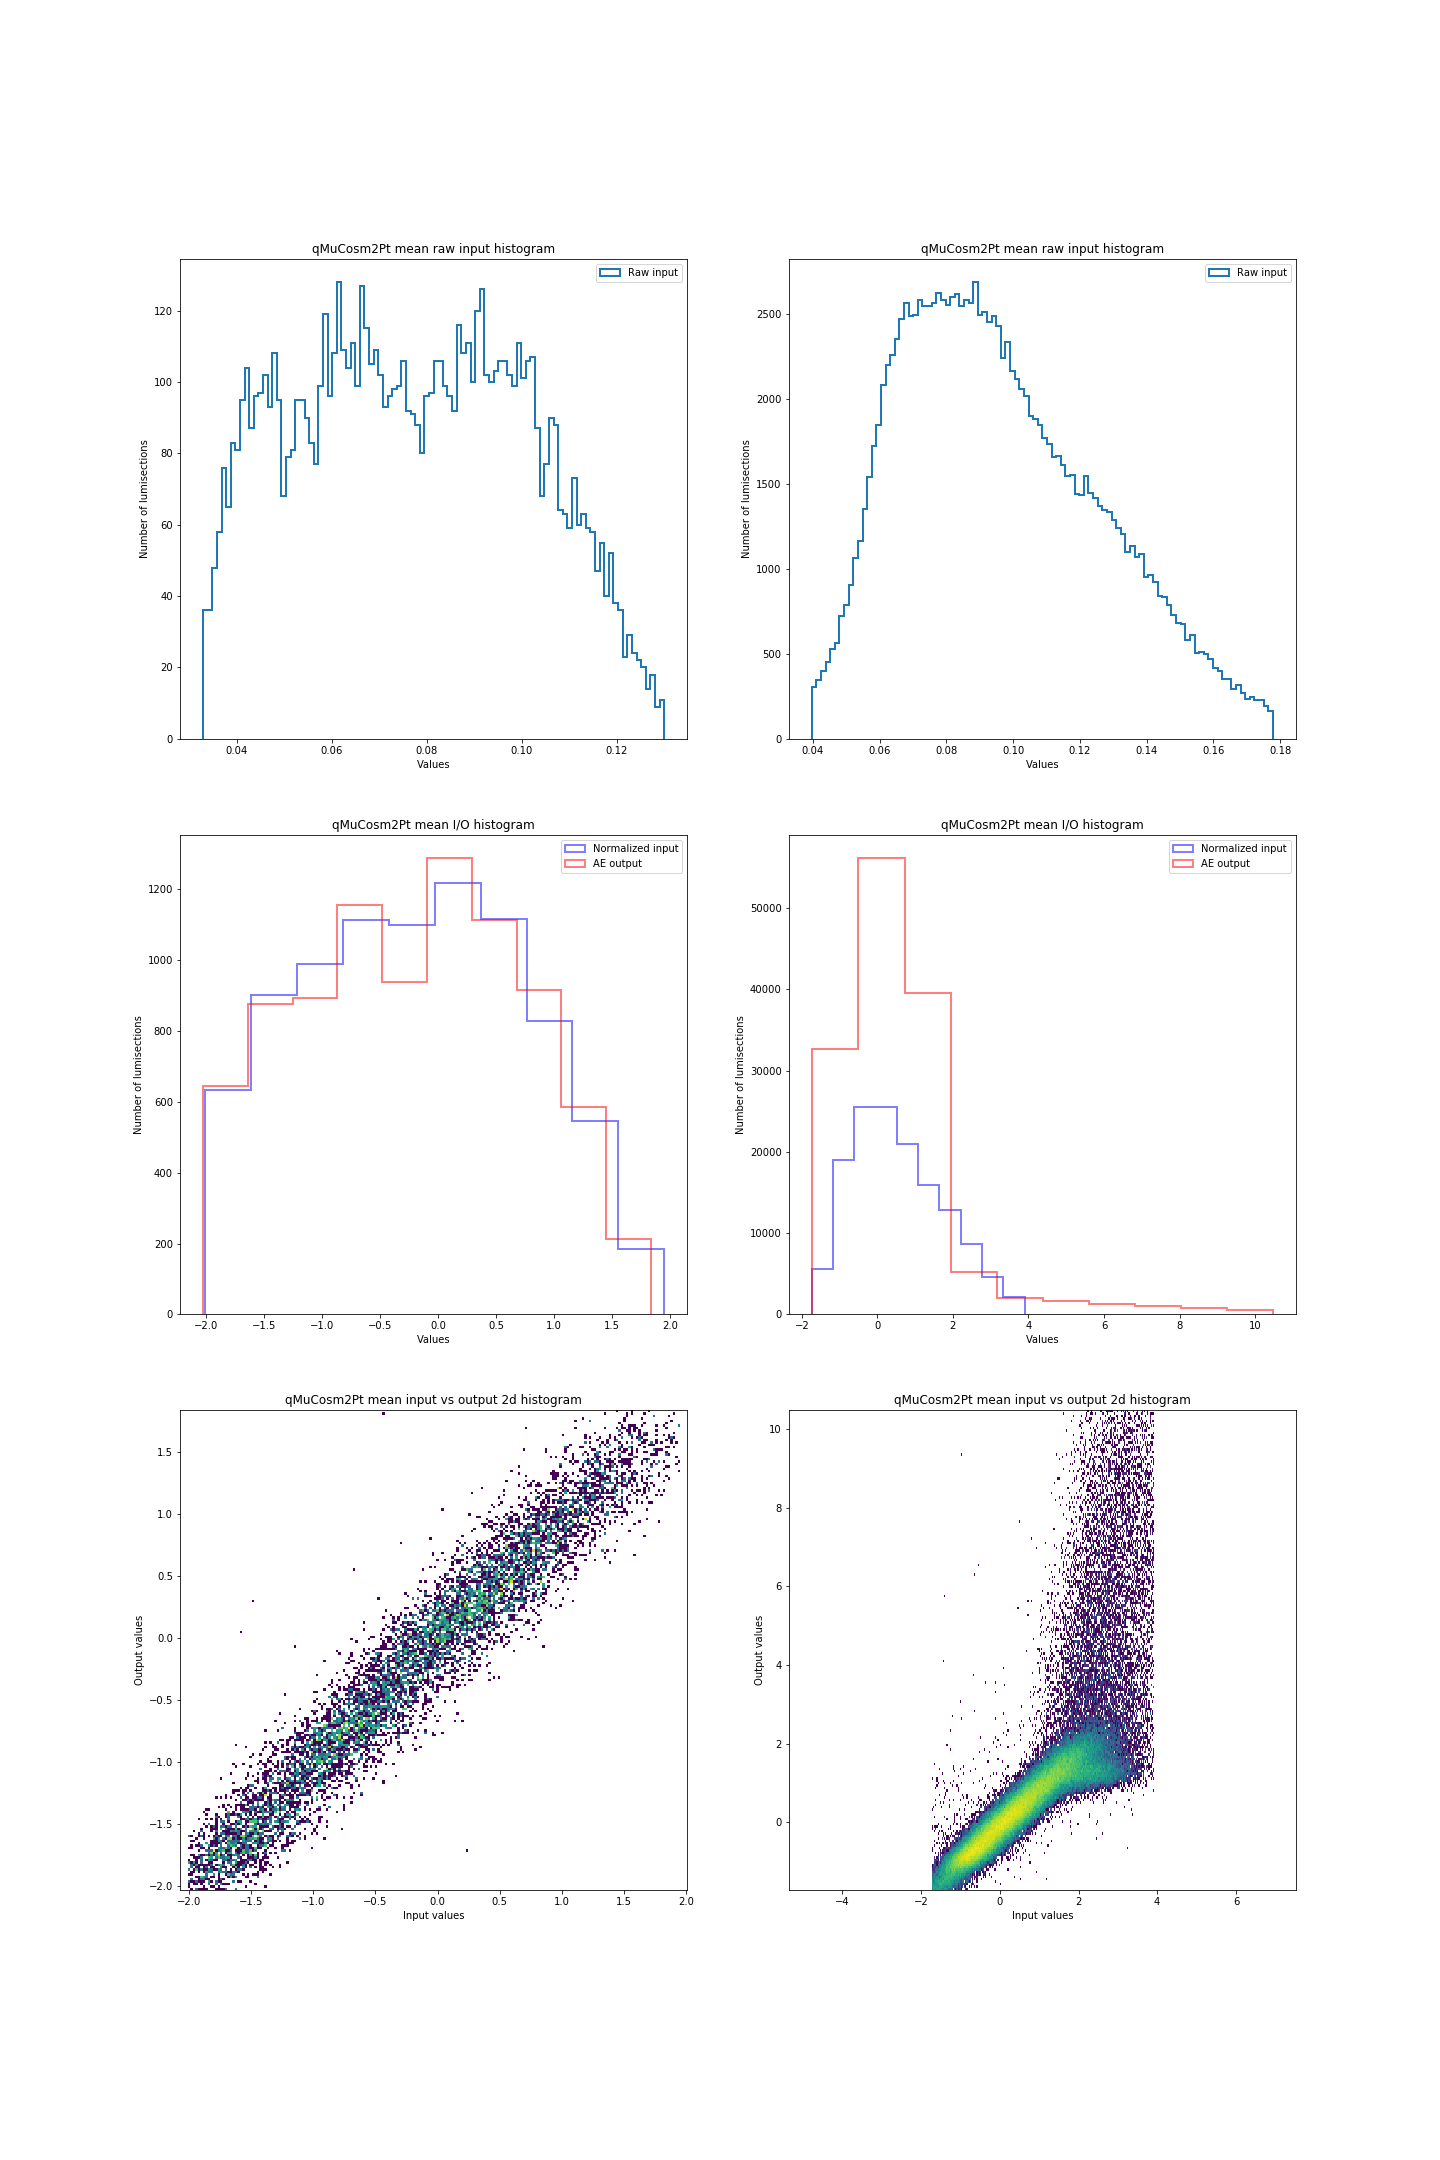 qMuCosm2Pt mean raw input histogram
Raw input
Number of lumisections
120
100
80
60
40
20
0
0.04 0.06 0.08 0.10 0.12
Values
qMuCosm2Pt mean raw input histogram
Raw input
Number of lumisections
2500
2000
1500
1000
500
0
0.04 0.06 0.08 0.10 0.12 0.14 0.16 0.18
Values
qMuCosm2Pt mean I/O histogram
Normalized input
AE output
Number of lumisections
1200
1000
800
600
400
200
0
−2.0 −1.5 −1.0 −0.5 0.0 0.5 1.0 1.5 2.0
Values
qMuCosm2Pt mean I/O histogram
Normalized input
AE output
Number of lumisections
50000
40000
30000
20000
10000
0
−2 0 2 4 6 8 10
Values
qMuCosm2Pt mean input vs output 2d histogram
Output values
1.5
1.0
0.5
0.0
−0.5
−1.0
−1.5
−2.0
−2.0 −1.5 −1.0 −0.5 0.0 0.5 1.0 1.5 2.0
Input values
qMuCosm2Pt mean input vs output 2d histogram
Output values
10
8
6
4
2
0
−4 −2 0 2 4 6
Input values